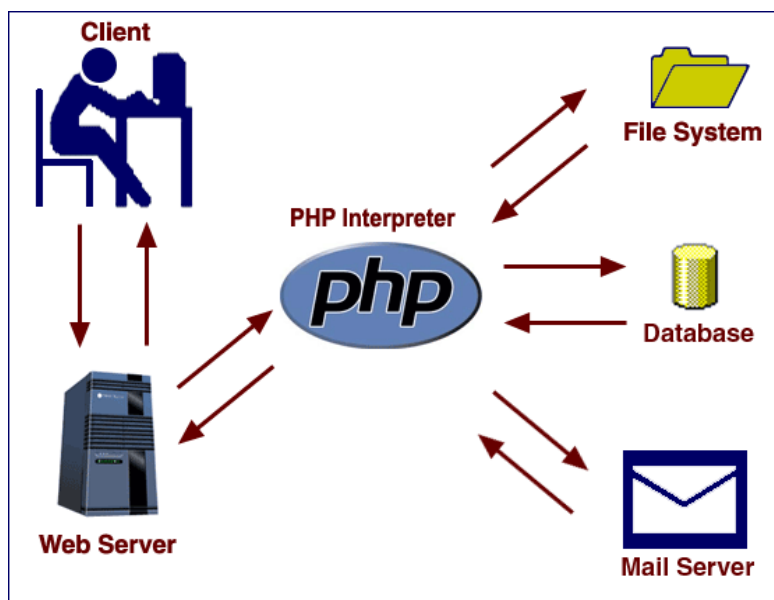 Client
File System
PHP Interpreter
php
Database
Web Server
Mail Server